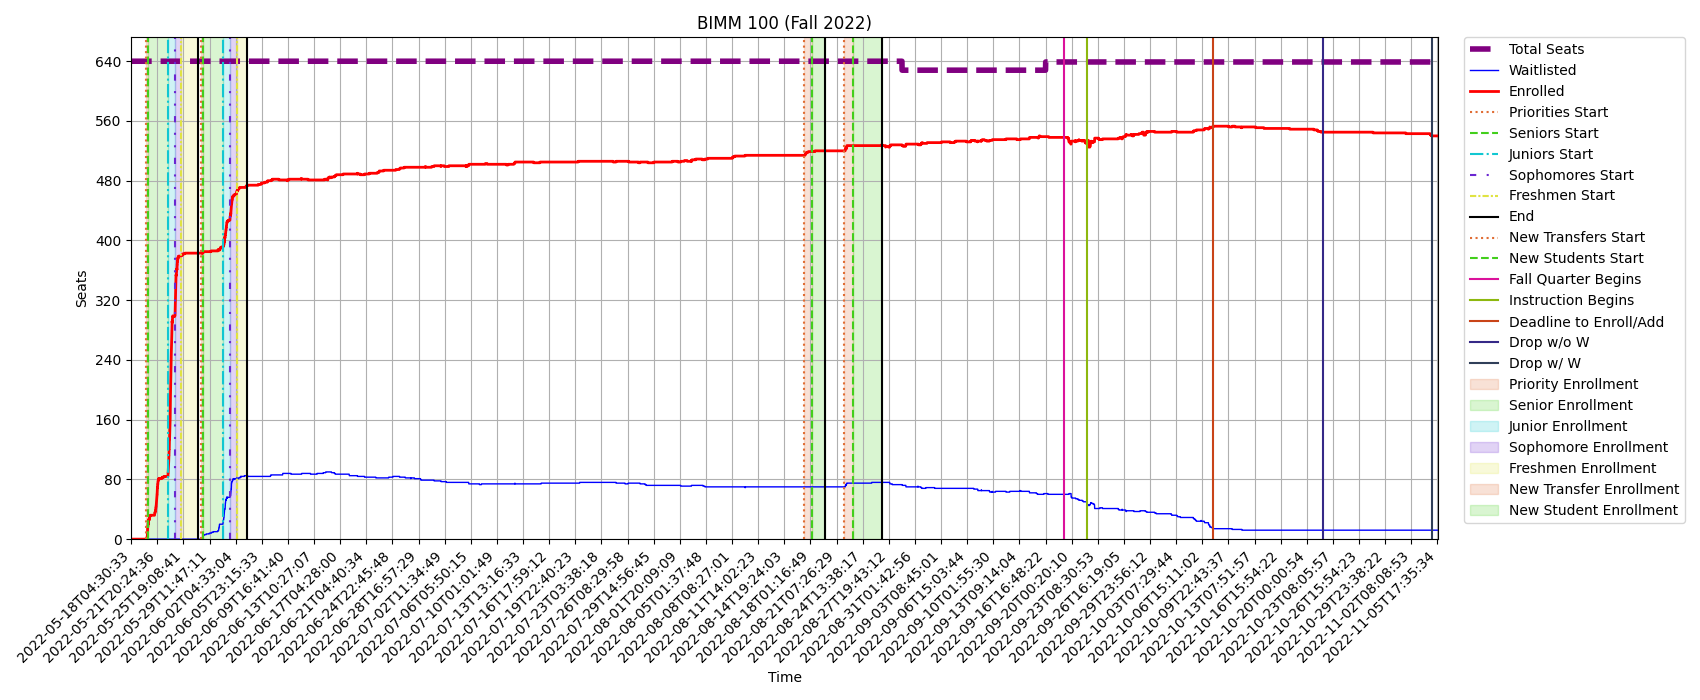 BIMM 100 (Fall 2022)
Seats
640
560
480
400
320
240
160
80
0
2022-05-18T04:30:33
2022-05-21T20:24:36
2022-05-25T19:08:41
2022-05-29T11:47:11
2022-06-02T04:33:04
2022-06-05T23:15:33
2022-06-09T16:41:40
2022-06-13T10:27:07
2022-06-17T04:28:00
2022-06-21T04:40:34
2022-06-24T22:45:48
2022-06-28T16:57:29
2022-07-02T11:34:49
2022-07-06T05:50:15
2022-07-10T01:01:49
2022-07-13T13:16:33
2022-07-16T17:59:12
2022-07-19T22:40:23
2022-07-23T03:38:18
2022-07-26T08:29:58
2022-07-29T14:56:45
2022-08-01T20:09:09
2022-08-05T01:37:48
2022-08-08T08:27:01
2022-08-11T14:02:23
2022-08-14T19:24:03
2022-08-18T01:16:49
2022-08-21T07:26:29
2022-08-24T13:38:17
2022-08-27T19:43:12
2022-08-31T01:42:56
2022-09-03T08:45:01
2022-09-06T15:03:44
2022-09-10T01:55:30
2022-09-13T09:14:04
2022-09-16T16:48:22
2022-09-20T00:20:10
2022-09-23T08:30:53
2022-09-26T16:19:05
2022-09-29T23:56:12
2022-10-03T07:29:44
2022-10-06T15:11:02
2022-10-09T22:43:37
2022-10-13T07:51:57
2022-10-16T15:54:22
2022-10-20T00:00:54
2022-10-23T08:05:57
2022-10-26T15:54:23
2022-10-29T23:38:22
2022-11-02T08:08:53
2022-11-05T17:35:34
Time
Total Seats
Waitlisted
Enrolled
Priorities Start
Seniors Start
Juniors Start
Sophomores Start
Freshmen Start
End
New Transfers Start
New Students Start
Fall Quarter Begins
Instruction Begins
Deadline to Enroll/Add
Drop w/o W
Drop w/ W
Priority Enrollment
Senior Enrollment
Junior Enrollment
Sophomore Enrollment
Freshmen Enrollment
New Transfer Enrollment
New Student Enrollment